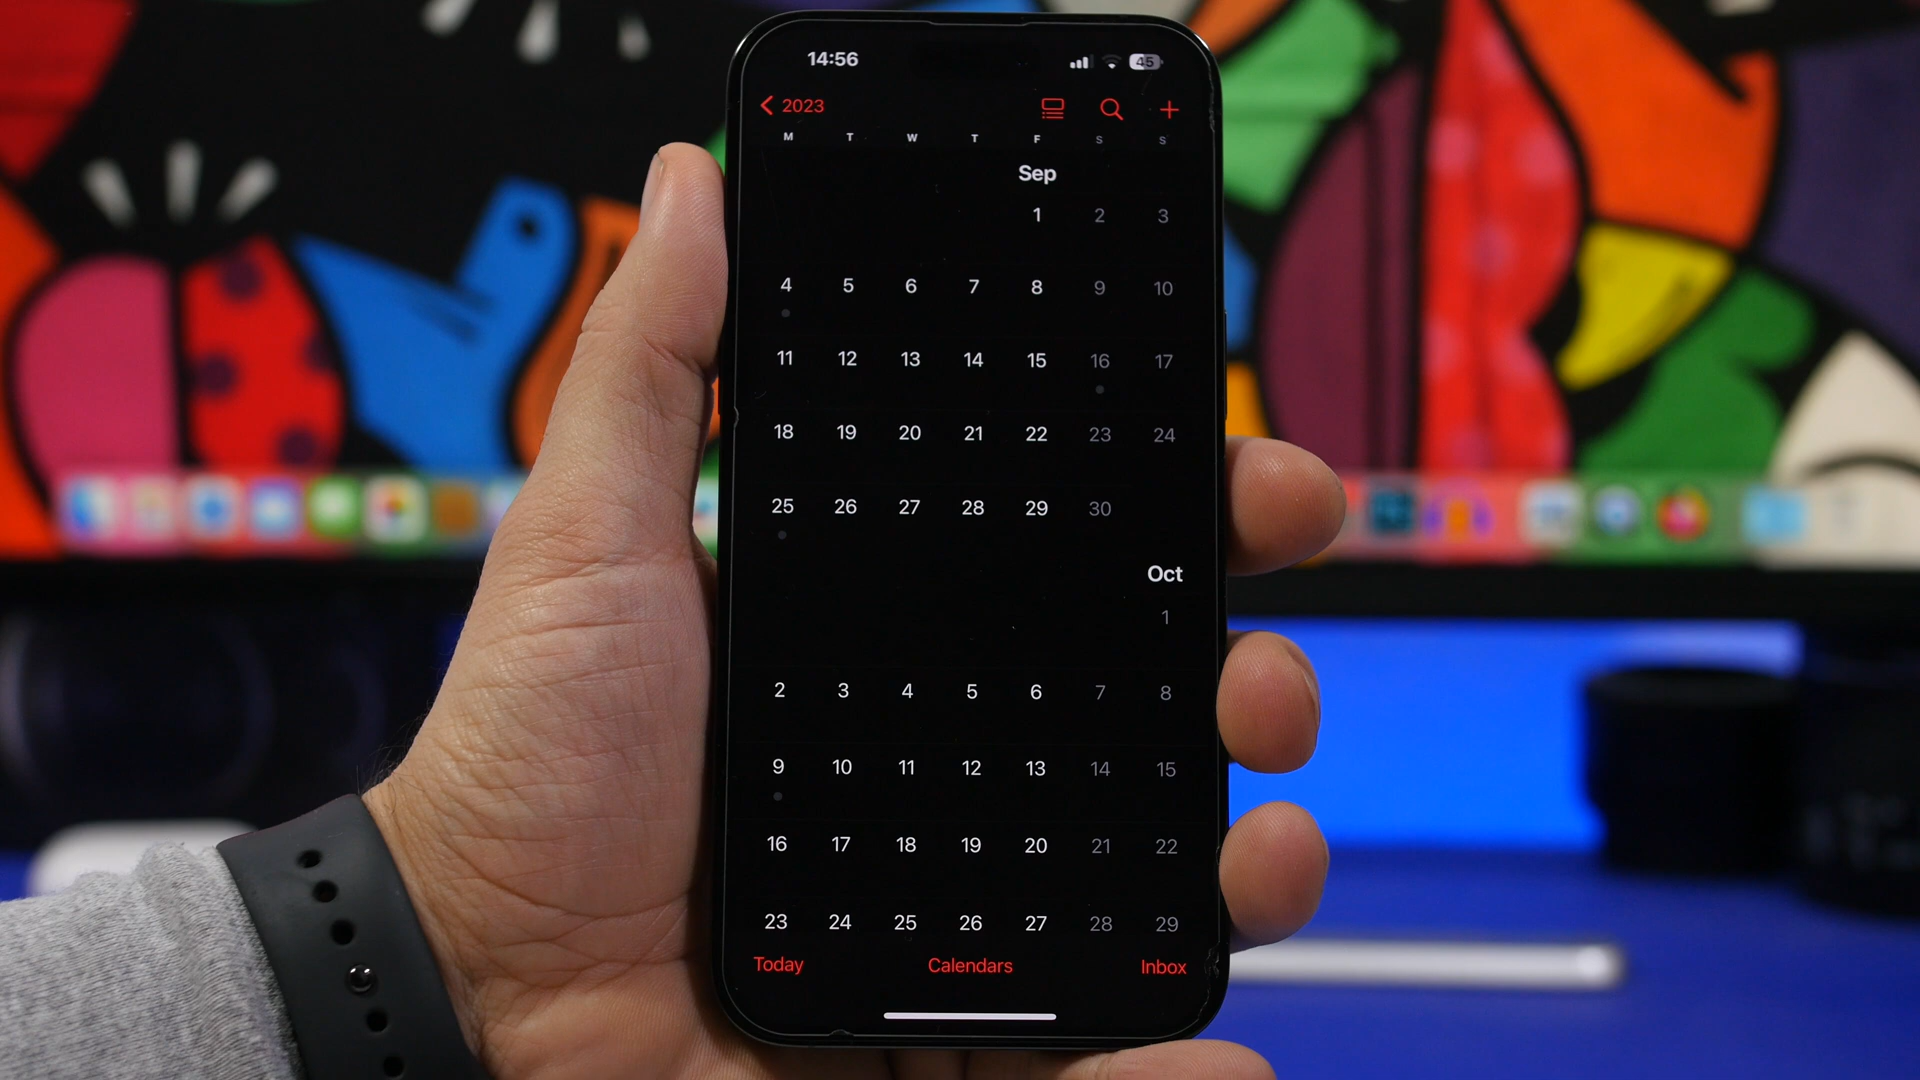 14:56 45
2023
M T W T F S S
Sep
1 2 3
4 5 6 7 8 9 10
11 12 13 14 15 16 17
18 19 20 21 22 23 24
25 26 27 28 29 30
Oct
1
2 3 4 5 6 7 8
9 10 11 12 13 14 15
16 17 18 19 20 21 22
23 24 25 26 27 28 29
Today Calendars Inbox